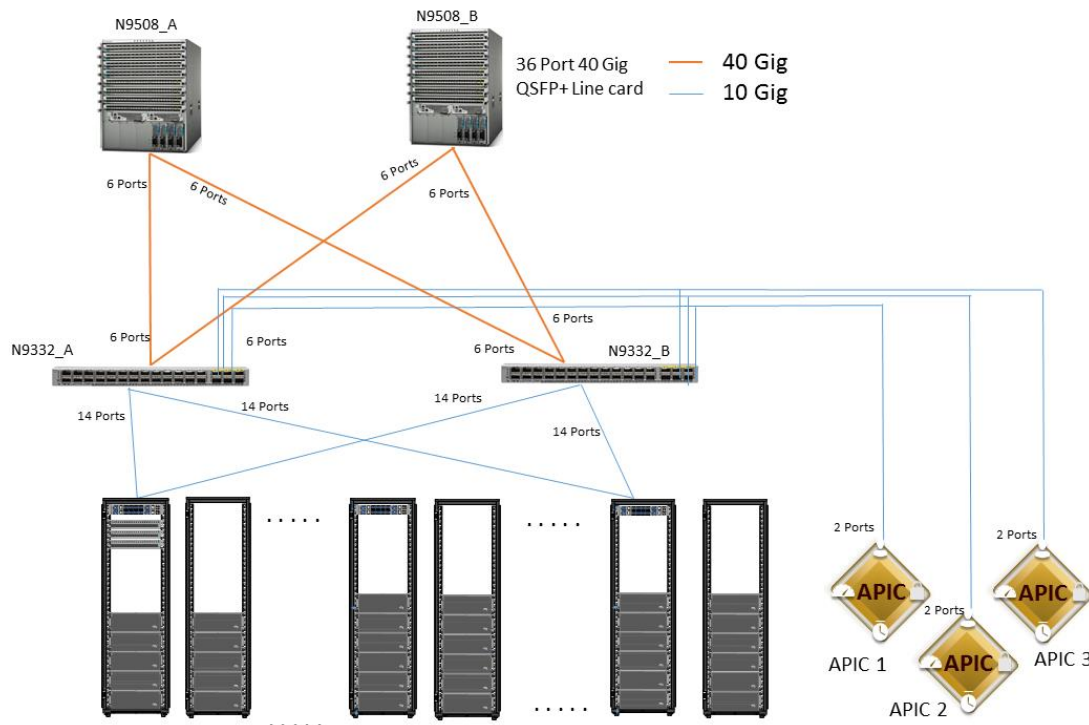 N9508_A
N9508_B
36 Port 40 Gig
QSFP+ Line card
40 Gig
10 Gig
6 Ports
6 Ports
6 Ports
6 Ports
6 Ports
6 Ports
6 Ports
6 Ports
N9332_A
N9332_B
14 Ports
14 Ports
14 Ports
14 Ports
. . . . .
. . . . .
2 Ports
2 Ports
2 Ports
APIC
APIC
APIC
APIC 1
APIC 2
APIC 3
. . . . .
. . . . .